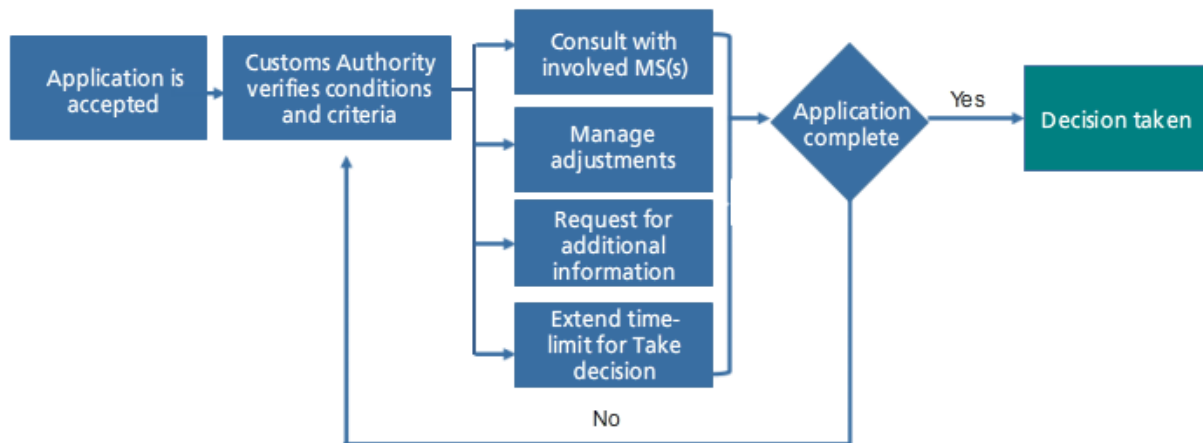 Application is
accepted
Customs Authority
verifies conditions
and criteria
Consult with
involved MS(s)
Manage
adjustments
Request for
additional
information
Extend time-
limit for Take
decision
Application
complete
Yes
Decision taken
No